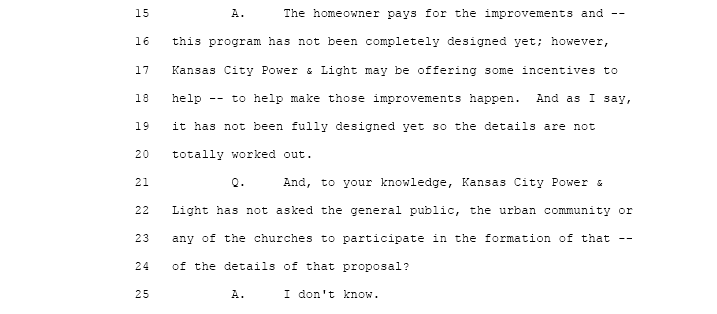 15 A. The homeowner pays for the improvements and --
16 this program has not been completely designed yet; however,
17 Kansas City Power & Light may be offering some incentives to
18 help -- to help make those improvements happen. And as I say,
19 it has not been fully designed yet so the details are not
20 totally worked out.
21 Q. And, to your knowledge, Kansas City Power &
22 Light has not asked the general public, the urban community or
23 any of the churches to participate in the formation of that --
24 of the details of that proposal?
25 A. I don't know.